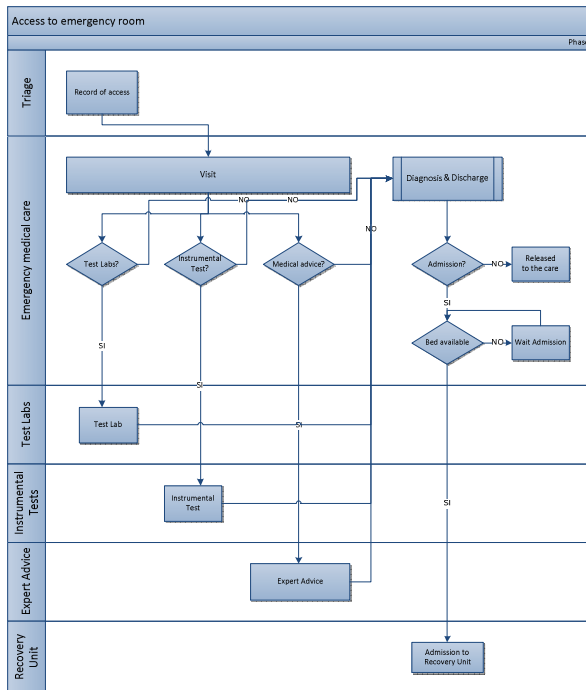 Access to emergency room
Phase
Triage
Record of access
Emergency medical care
Visit
Diagnosis & Discharge
NO
NO
NO
Test Labs?
Instrumental
Test?
Medical advice?
Admission?
NO
Released
to the care
SI
Bed available
NO
Wait Admission
SI
SI
Test Labs
Test Lab
SI
Instrumental
Tests
Instrumental
Test
SI
Expert Advice
Expert Advice
Recovery
Unit
Admission to
Recovery Unit